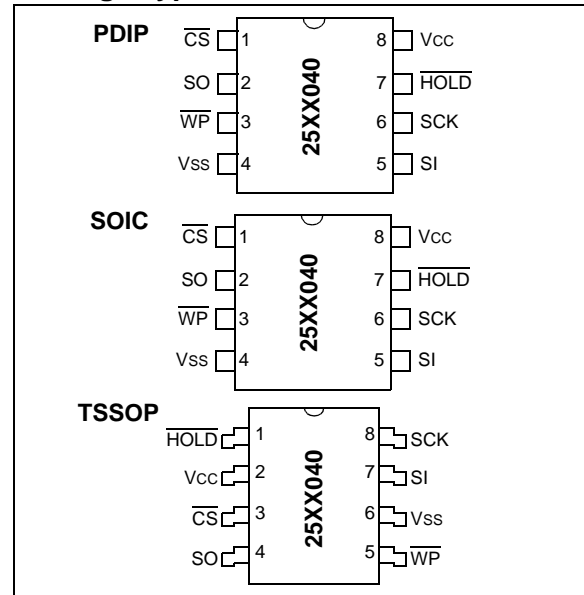 PDIP
CS 1 8 VCC
SO 2 7 HOLD
WP 3 6 SCK
VSS 4 5 SI
25XX040
SOIC
CS 1 8 VCC
SO 2 7 HOLD
WP 3 6 SCK
VSS 4 5 SI
25XX040
TSSOP
HOLD 1 8 SCK
VCC 2 7 SI
CS 3 6 VSS
SO 4 5 WP
25XX040